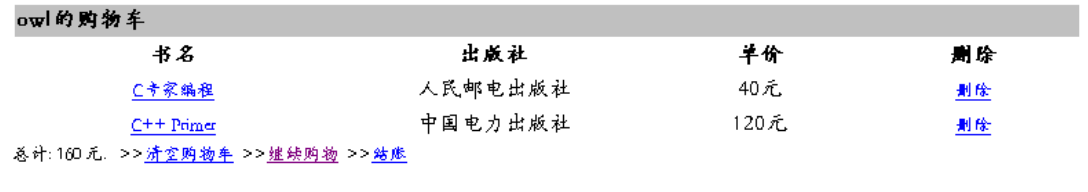 owl的购物车
书名 出版社 单价 删除
C专家编程 人民邮电出版社 40元 删除
C++ Primer 中国电力出版社 120元 删除
总计: 160元. >>清空购物车 >>继续购物 >>结账